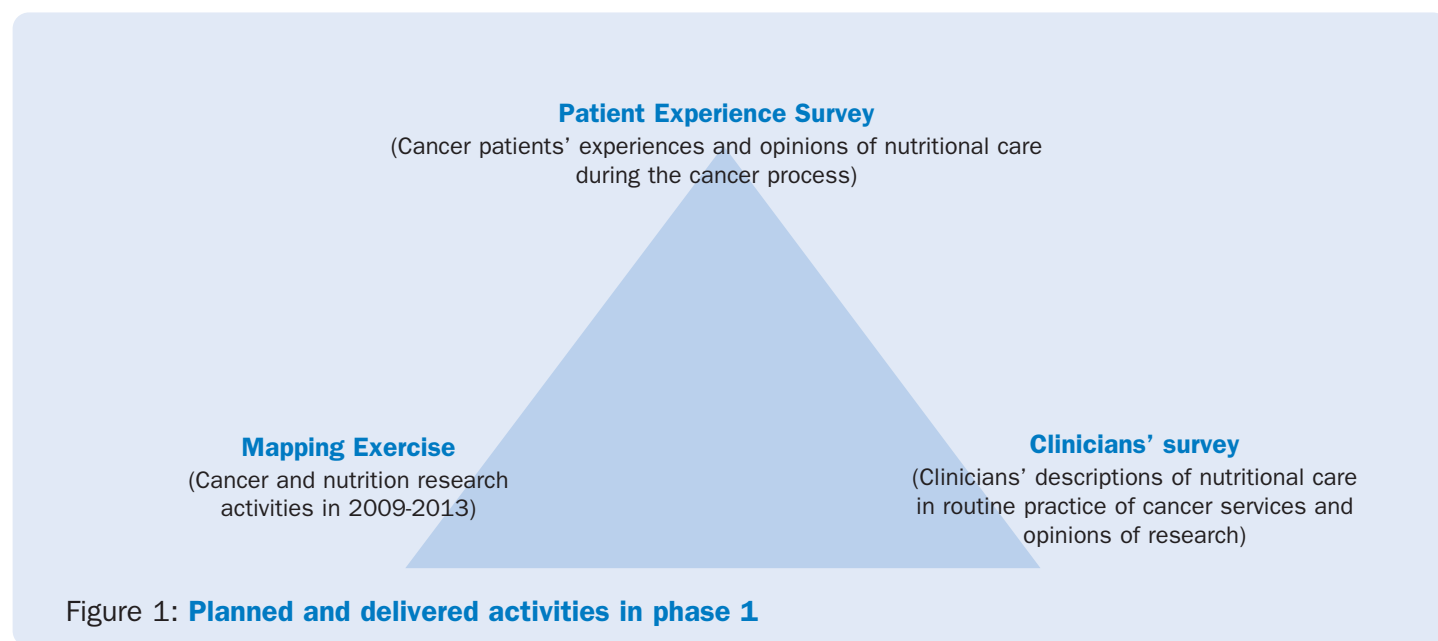 Patient Experience Survey
(Cancer patients’ experiences and opinions of nutritional care
during the cancer process)
Mapping Exercise
(Cancer and nutrition research
activities in 2009-2013)
Clinicians’ survey
(Clinicians’ descriptions of nutritional care
in routine practice of cancer services and
opinions of research)
Figure 1: Planned and delivered activities in phase 1